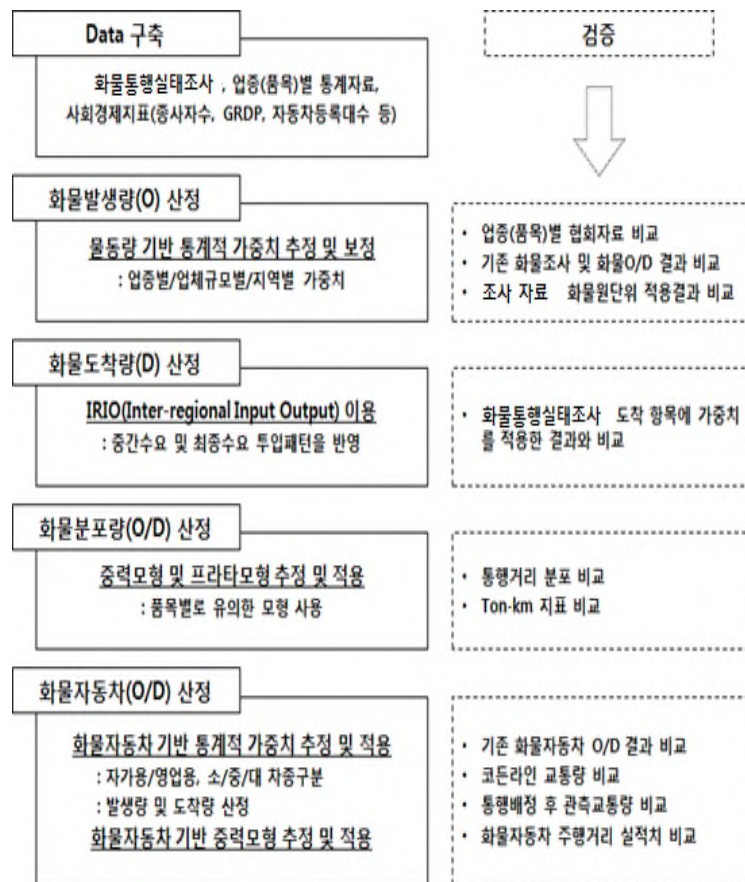 Data 구축
검증
화물통행실태조사 , 업종(품목)별 통계자료,
사회경제지표(종사자수, GRDP, 자동차등록대수 등)
화물발생량(O) 산정
물동량 기반 통계적 가중치 추정 및 보정
: 업종별/업체규모별/지역별 가중치
• 업종(품목)별 협회자료 비교
• 기존 화물조사 및 화물O/D 결과 비교
• 조사 자료 화물원단위 적용결과 비교
화물도착량(D) 산정
IRIO(Inter-regional Input Output) 이용
: 중간수요 및 최종수요 투입패턴을 반영
• 화물통행실태조사 도착 항목에 가중치
를 적용한 결과와 비교
화물분포량(O/D) 산정
중력모형 및 프라타모형 추정 및 적용
: 품목별로 유의한 모형 사용
• 통행거리 분포 비교
• Ton-km 지표 비교
화물자동차(O/D) 산정
화물자동차 기반 통계적 가중치 추정 및 적용
: 자가용/영업용, 소/중/대 차종구분
: 발생량 및 도착량 산정
화물자동차 기반 중력모형 추정 및 적용
• 기존 화물자동차 O/D 결과 비교
• 코든라인 교통량 비교
• 통행배정 후 관측교통량 비교
• 화물자동차 주행거리 실적치 비교